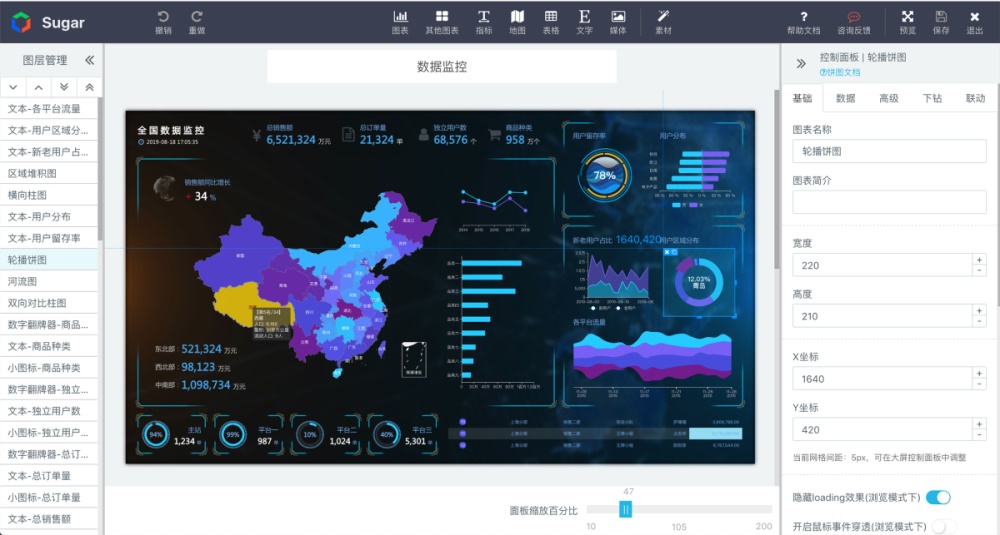 Sugar
撤销 重做 图表 其他图表 指标 地图 表格 文字 媒体 素材 帮助文档 咨询反馈 预览 保存 退出
图层管理
文本-各平台流量
文本-用户区域分...
文本-新老用户占...
区域堆积图
横向柱图
文本-用户分布
文本-用户留存率
轮播饼图
河流图
双向对比柱图
数字翻牌器-商品...
文本-商品种类
小图标-商品种类
数字翻牌器-独立...
文本-独立用户数
小图标-独立用户...
数字翻牌器-总订...
文本-总订单量
小图标-总订单量
文本-总销售额
数据监控
全国数据监控
2019-08-18 17:05:35
总销售额
6,521,324 万元
总订单量
21,324 单
独立用户数
68,576 个
商品种类
958 万个
销售额同比增长
+ 34 %
东北部： 521,324 万元
西北部： 98,123 万元
中南部： 1,098,734 万元
2014 2015 2016 2017 2018
用户留存率
78%
用户分布
新老用户占比
1640,420
用户区域分布
12.03%
青岛
各平台流量
94%
主站
1,234 单
99%
平台一
987 单
10%
平台二
1,024 单
40%
平台三
5,301 单
面板缩放百分比
47
10 105 200
控制面板 | 轮播饼图
饼图文档
基础 数据 高级 下钻 联动
图表名称
轮播饼图
图表简介
宽度
220
高度
210
X坐标
1640
Y坐标
420
当前网格间距：5px，可在大屏控制面板中调整
隐藏loading效果(浏览模式下)
开启鼠标事件穿透(浏览模式下)